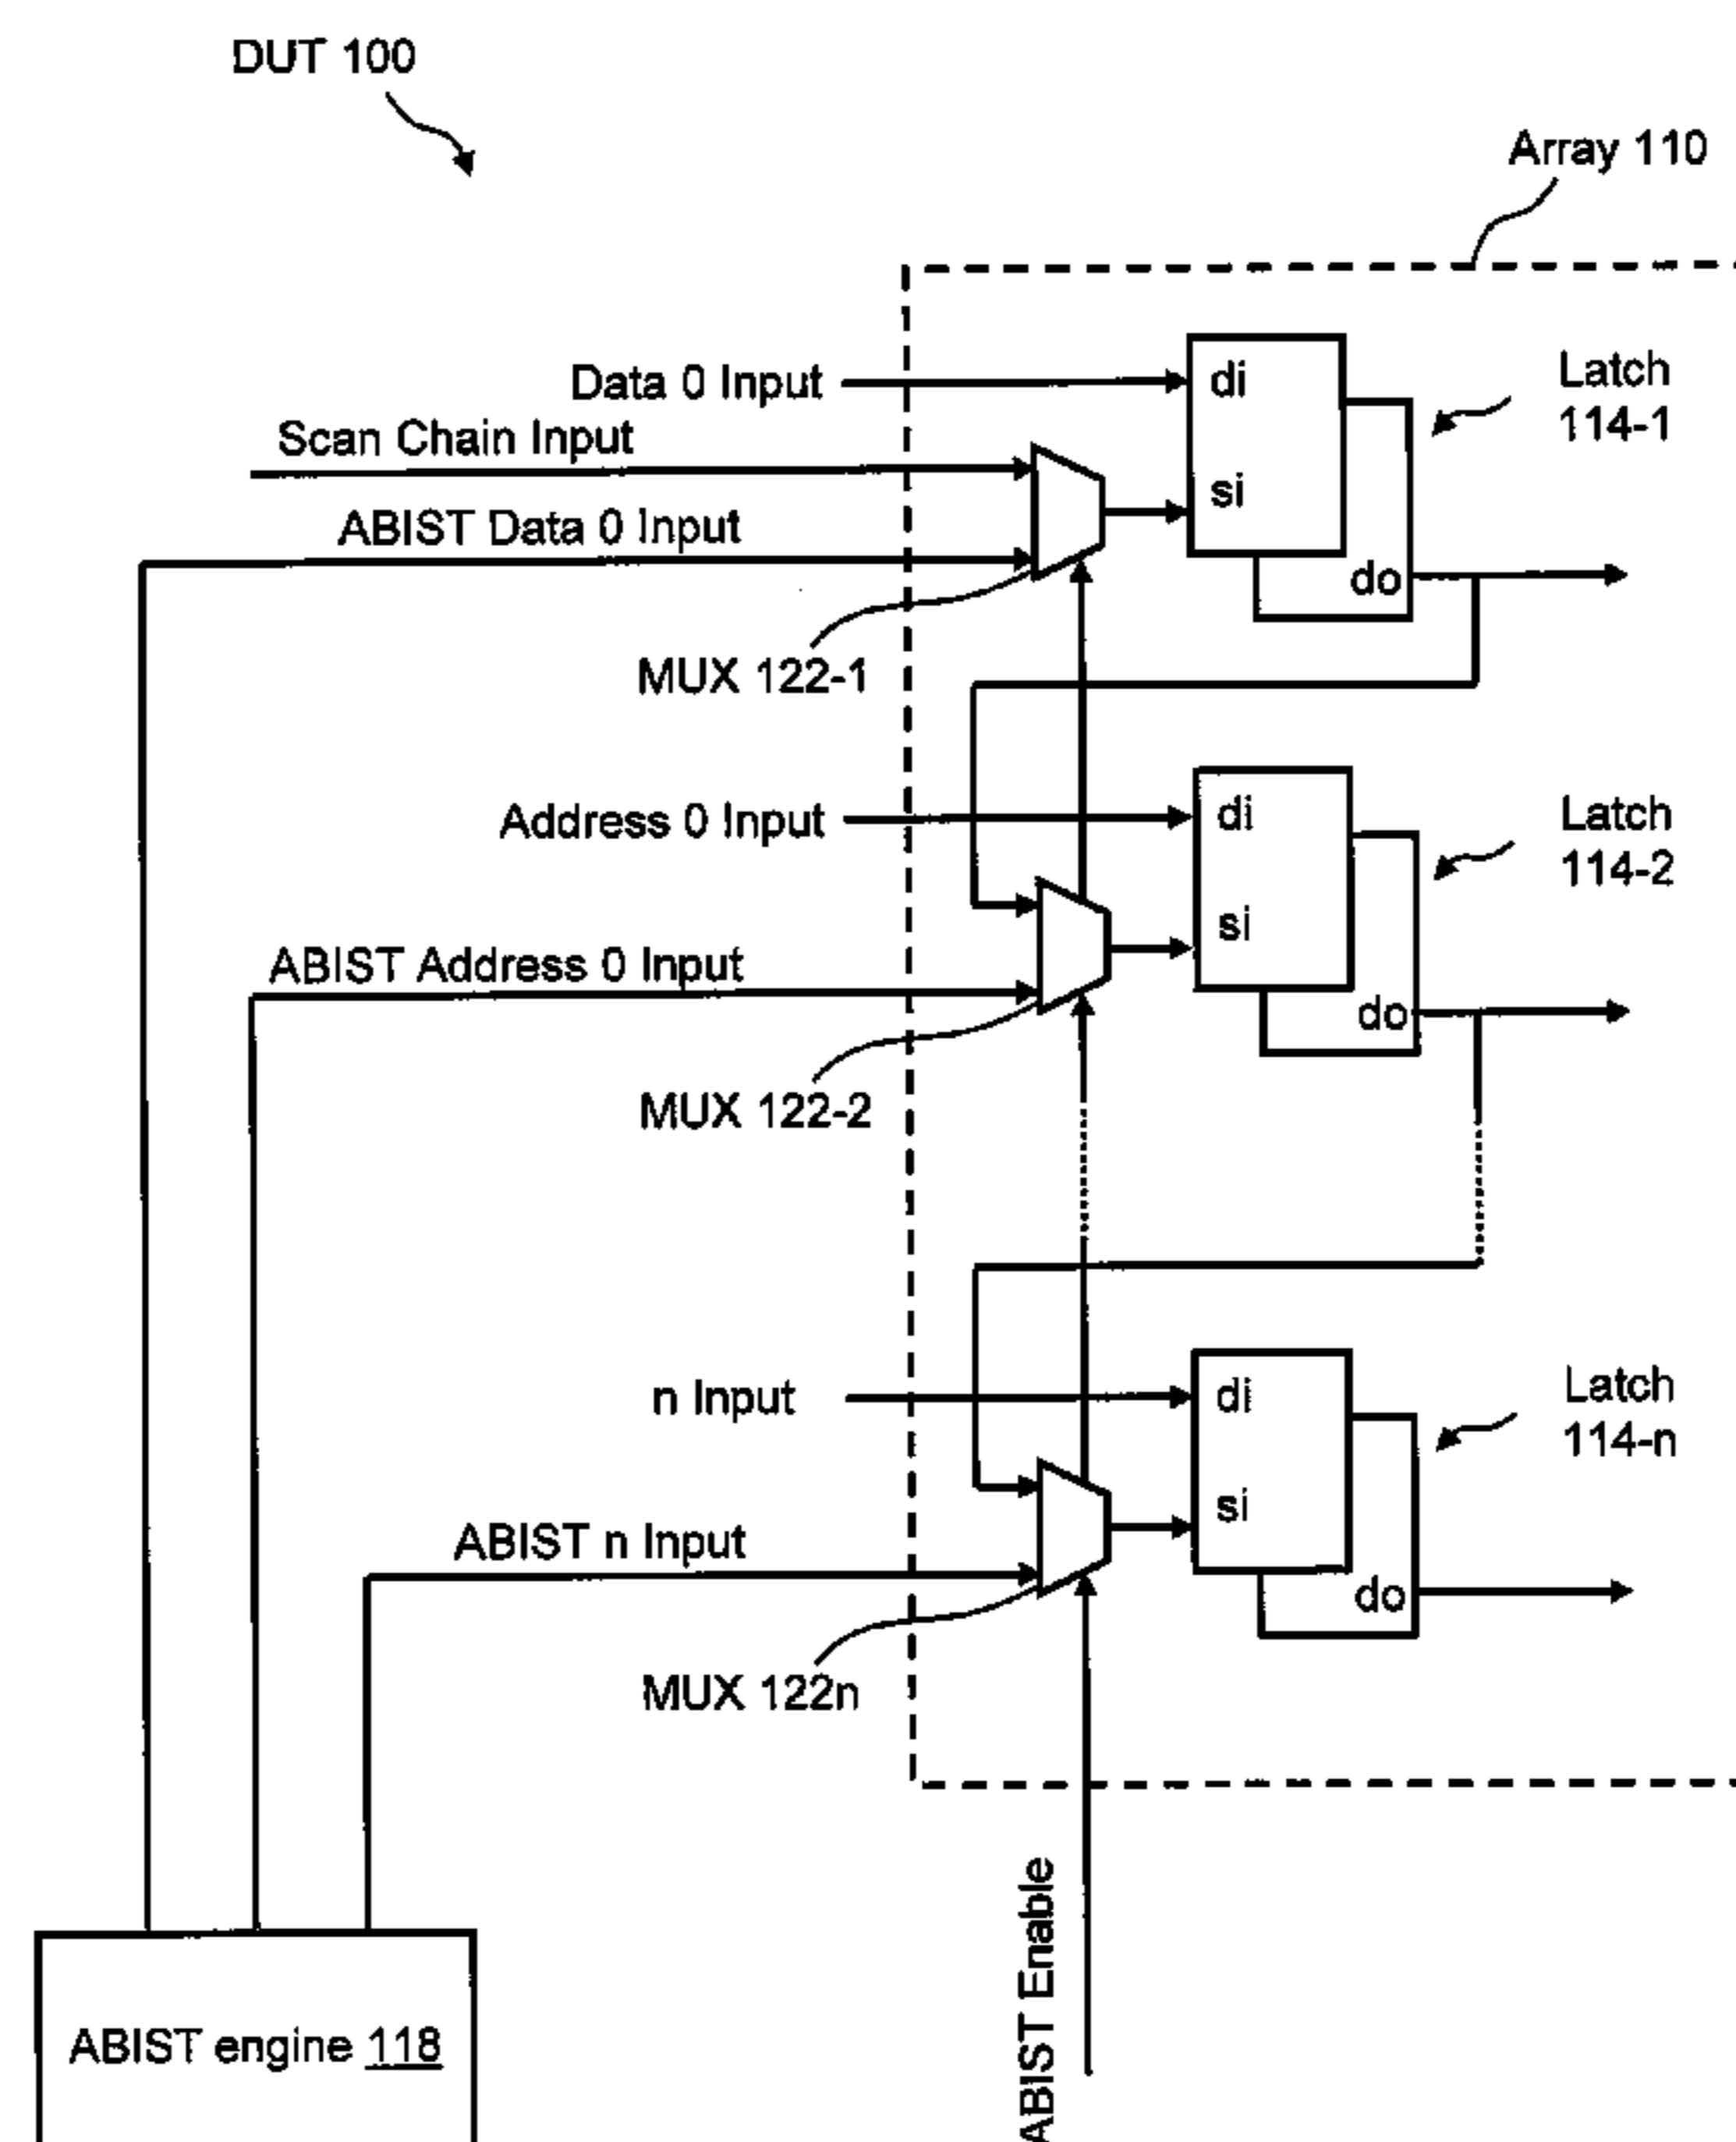 DUT 100
Array 110
Data 0 Input
di
Latch
114-1
Scan Chain Input
si
ABIST Data 0 Input
do
MUX 122-1
Address 0 Input
di
Latch
114-2
si
ABIST Address 0 Input
do
MUX 122-2
n Input
di
Latch
114-n
si
ABIST n Input
do
MUX 122n
ABIST Enable
ABIST engine 118